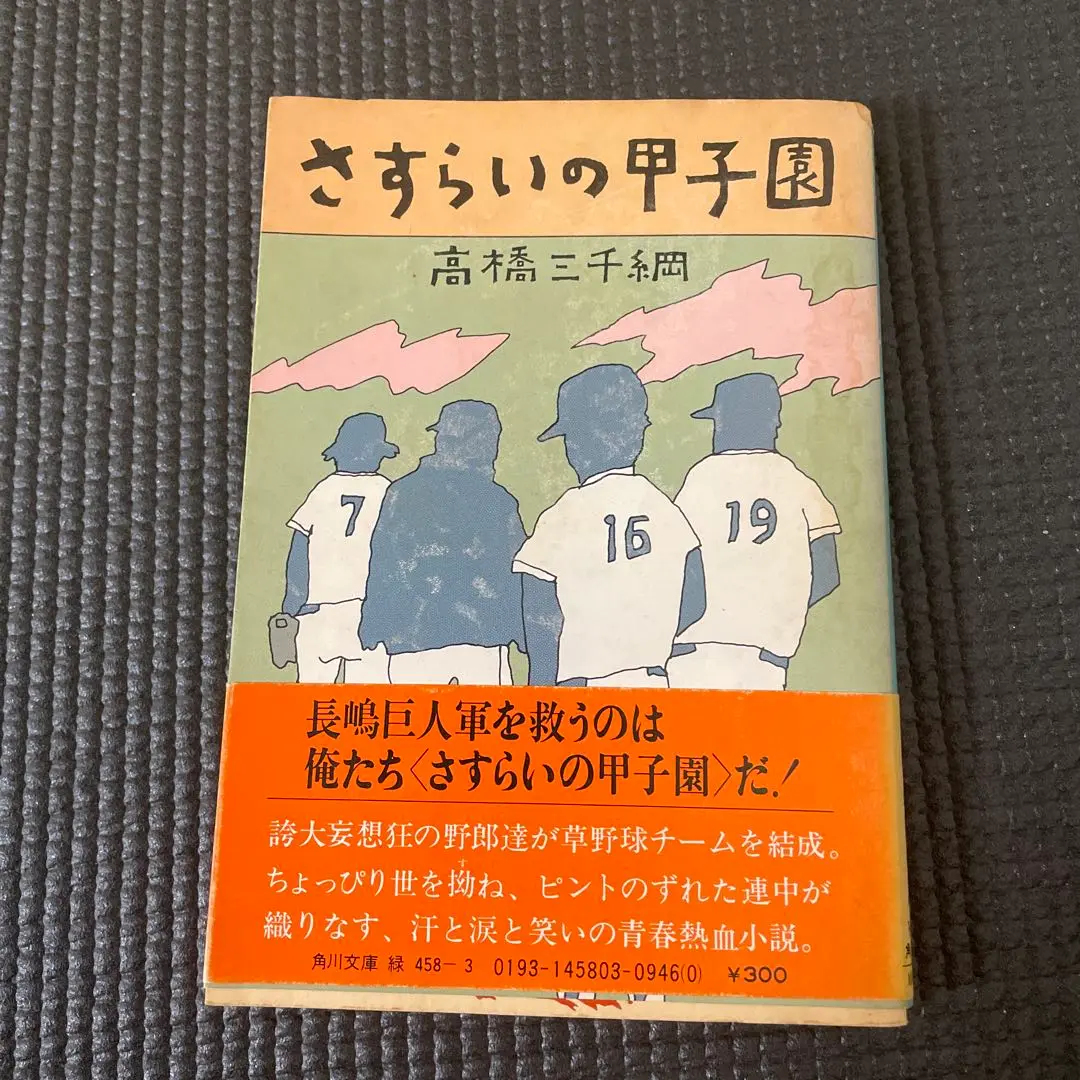 さすらいの甲子園
高橋三千綱
7
16
19
長嶋巨人軍を救うのは
俺たち〈さすらいの甲子園〉だ!
誇大妄想狂の野郎達が草野球チームを結成。
ちょっぴり世を拗ね、ピントのずれた連中が
す
織りなす、汗と涙と笑いの青春熱血小説。
角川文庫 緑 458-3 0193-145803-0946(0) ¥300